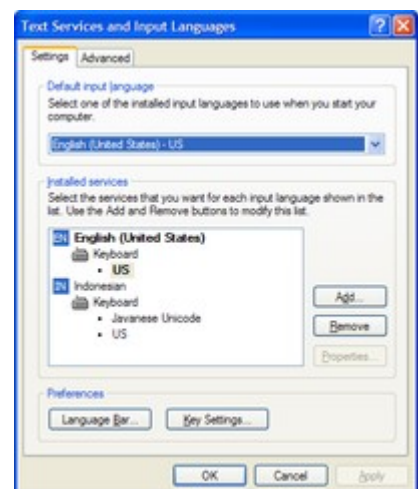 Text Services and Input Languages
Settings Advanced
Default input language
Select one of the installed input languages to use when you start your
computer.
English (United States) - US
Installed services
Select the services that you want for each input language shown in the
list. Use the Add and Remove buttons to modify this list.
EN English (United States)
Keyboard
US
IN Indonesian
Keyboard
Javanese Unicode
US
Add...
Remove
Properties...
Preferences
Language Bar... Key Settings...
OK Cancel Apply